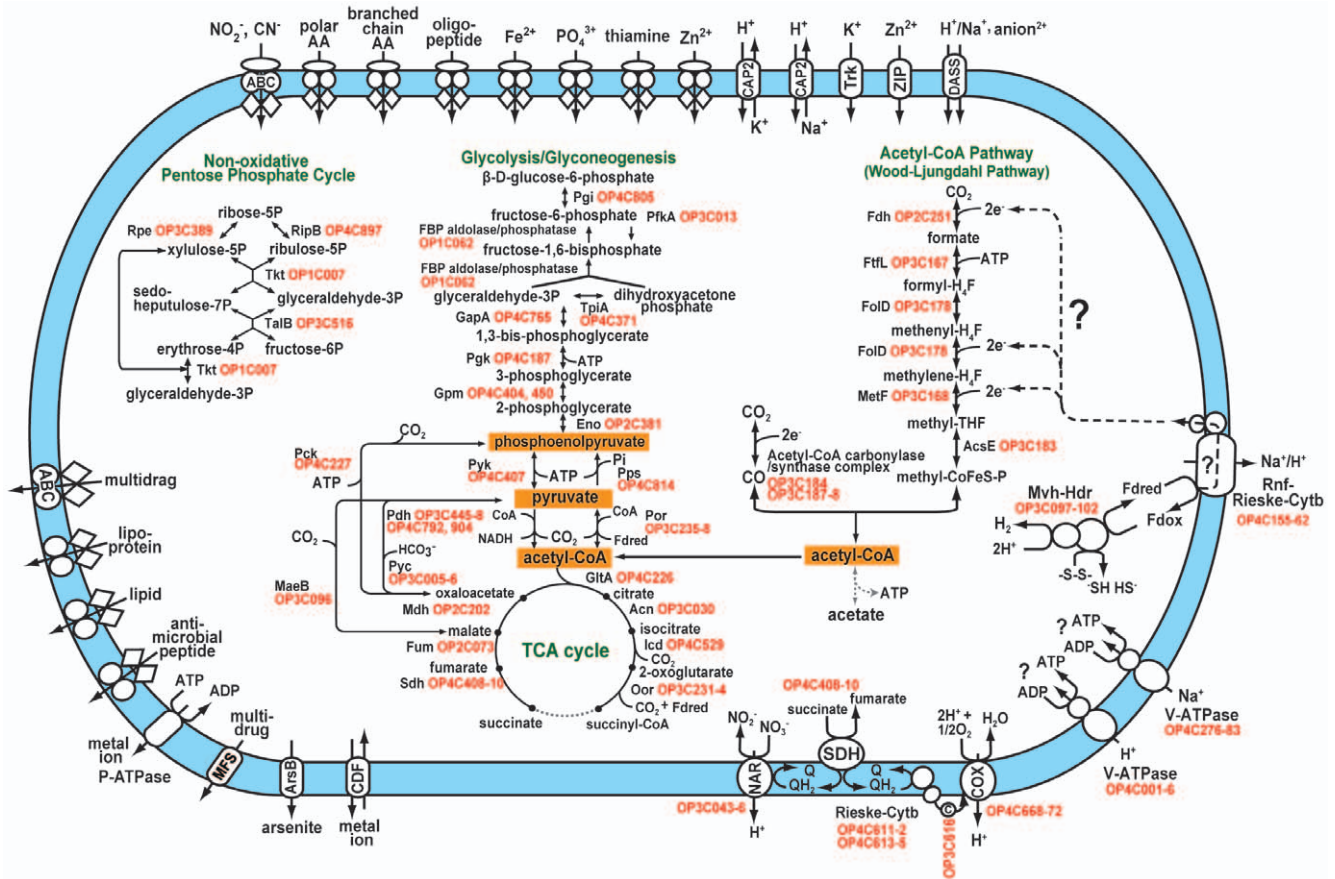 NO₂⁻, CN⁻
polar
AA
branched
chain
AA
oligo-
peptide
Fe²⁺
PO₄³⁺
thiamine
Zn²⁺
H⁺
H⁺
K⁺
Zn²⁺
H⁺/Na⁺, anion²⁺
ABC
CAP2
CAP2
Trk
ZIP
DASS
K⁺
Na⁺
Non-oxidative
Pentose Phosphate Cycle
ribose-5P
Rpe OP3C389
RipB OP4C897
xylulose-5P
ribulose-5P
Tkt OP1C007
sedo-
heputulose-7P
glyceraldehyde-3P
TalB OP3C516
erythrose-4P
fructose-6P
Tkt OP1C007
glyceraldehyde-3P
Glycolysis/Glyconeogenesis
β-D-glucose-6-phosphate
Pgi OP4C805
fructose-6-phosphate
PfkA OP3C013
FBP aldolase/phosphatase
OP1C062
fructose-1,6-bisphosphate
FBP aldolase/phosphatase
OP1C062
glyceraldehyde-3P
dihydroxyacetone
phosphate
TpiA
OP4C371
GapA OP4C765
1,3-bis-phosphoglycerate
Pgk OP4C187
ATP
3-phosphoglycerate
Gpm OP4C404, 450
2-phosphoglycerate
Eno OP2C381
phosphoenolpyruvate
CO₂
Pck
OP4C227
ATP
Pyk
OP4C407
ATP
Pi
Pps
OP4C814
pyruvate
Pdh OP3C445-8
OP4C792, 904
CoA
NADH
CO₂
CoA
Fdred
Por
OP3C235-8
CO₂
HCO₃⁻
Pyc
OP3C005-6
acetyl-CoA
MaeB
OP3C096
oxaloacetate
GltA OP4C226
citrate
Mdh OP2C202
Acn OP3C030
malate
isocitrate
Fum OP2C073
Icd OP4C529
CO₂
TCA cycle
fumarate
2-oxoglutarate
Sdh OP4C408-10
Oor OP3C231-4
CO₂ + Fdred
succinate
succinyl-CoA
Acetyl-CoA Pathway
(Wood-Ljungdahl Pathway)
CO₂
Fdh OP2C251
2e⁻
formate
FtfL OP3C167
ATP
formyl-H₄F
FolD OP3C178
methenyl-H₄F
FolD OP3C178
2e⁻
methylene-H₄F
MetF OP3C168
2e⁻
methyl-THF
AcsE OP3C183
methyl-CoFeS-P
?
CO₂
2e⁻
Acetyl-CoA carbonylase
/synthase complex
CO
OP3C184
OP3C187-8
acetyl-CoA
ATP
acetate
?
Na⁺/H⁺
Rnf-
Rieske-Cytb
OP4C155-62
Fdred
Fdox
Mvh-Hdr
OP3C097-102
H₂
2H⁺
-S-S-
-SH HS-
ABC
multidrag
lipo-
protein
lipid
anti-
microbial
peptide
ATP
ADP
metal
ion
P-ATPase
multi-
drug
MFS
ArsB
arsenite
CDF
metal
ion
NO₂⁻
NO₃⁻
NAR
OP3C043-6
H⁺
OP4C408-10
fumarate
succinate
SDH
Q
QH₂
Q
QH₂
Rieske-Cytb
OP4C611-2
OP4C613-5
C
OP3C616
2H⁺ +
1/2O₂
H₂O
COX
OP4C668-72
H⁺
?
ATP
ADP
H⁺
V-ATPase
OP4C001-6
?
ATP
ADP
Na⁺
V-ATPase
OP4C276-83